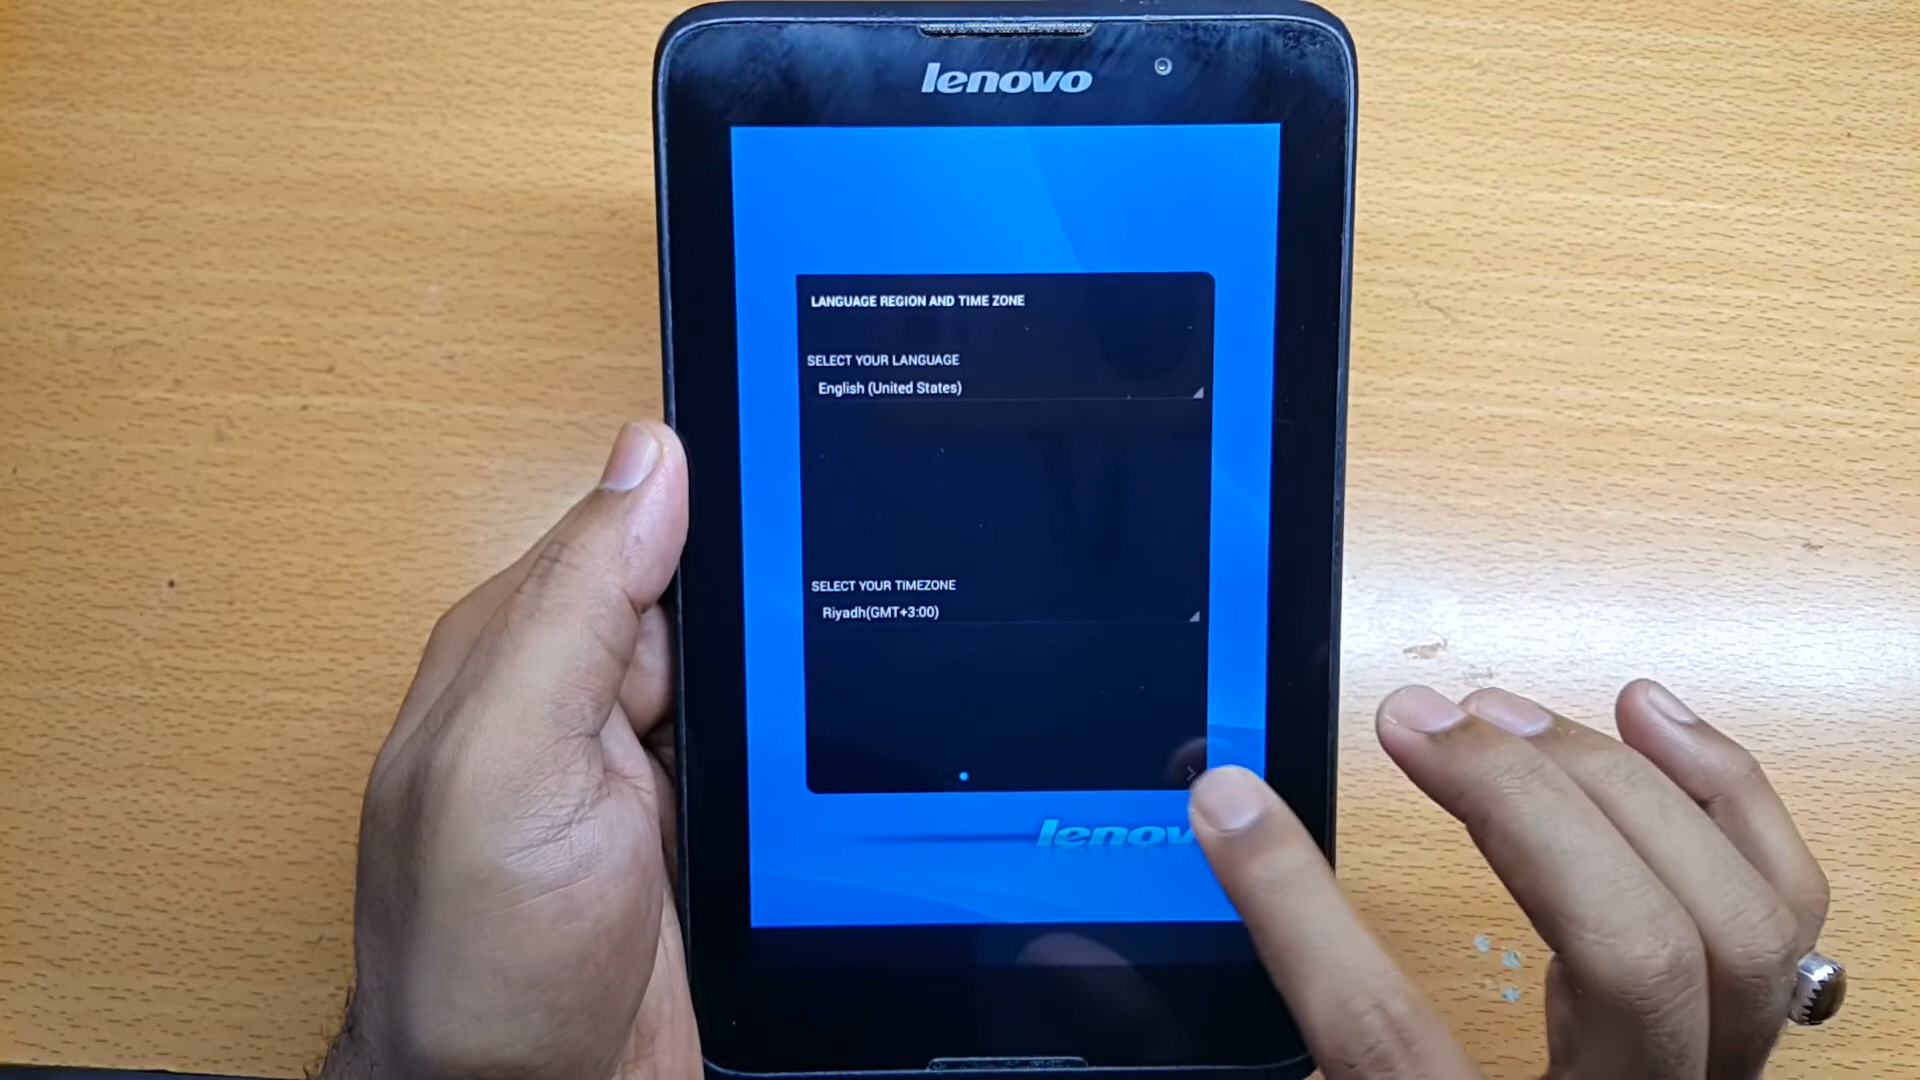 lenovo
LANGUAGE REGION AND TIME ZONE
SELECT YOUR LANGUAGE
English (United States)
SELECT YOUR TIMEZONE
Riyadh(GMT+3:00)
lenov